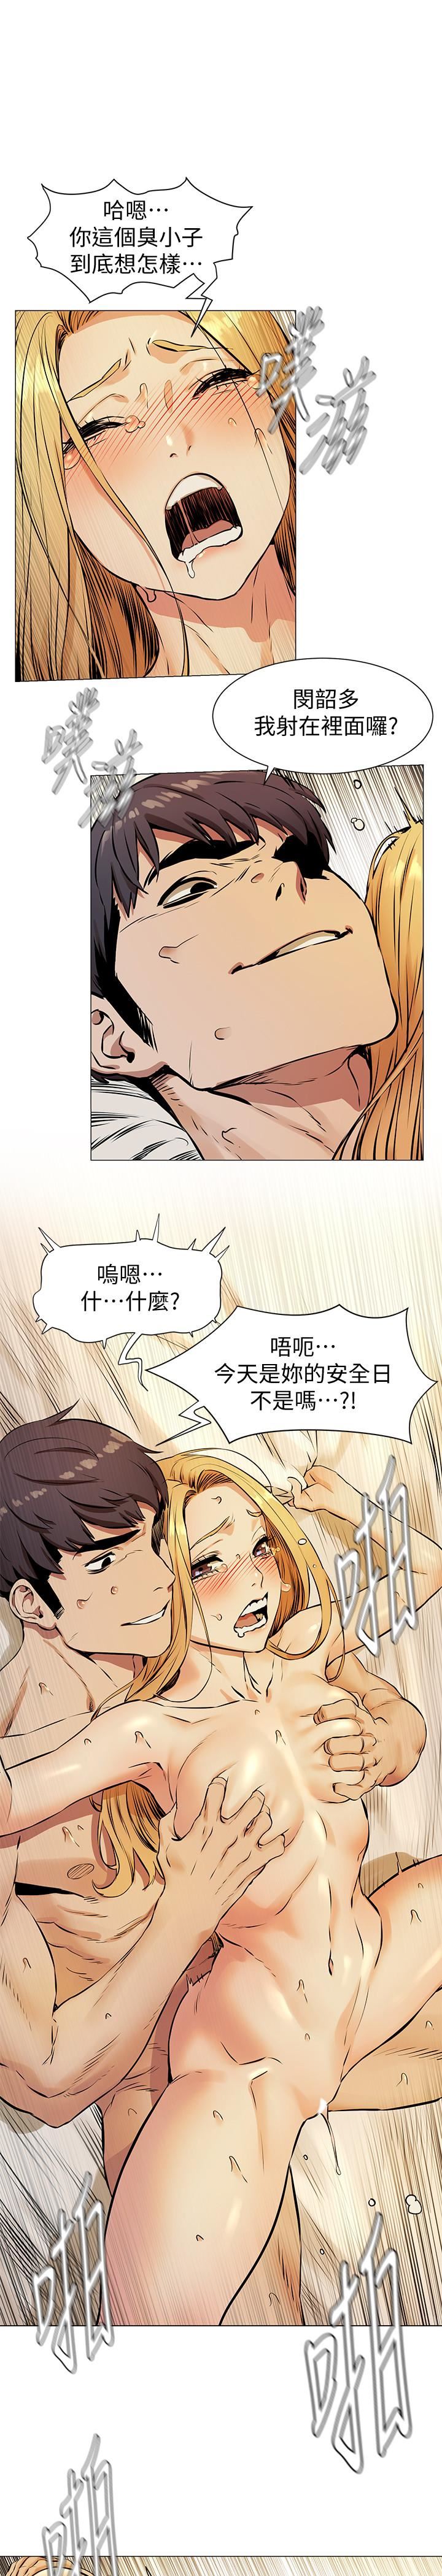 哈嗯…
你這個臭小子
到底想怎樣…
噗滋
閔韶多
我射在裡面囉?
噗滋
嗚嗯…
什…什麼?
唔呃…
今天是妳的安全日
不是嗎…?!
啪
啪
啪
啪